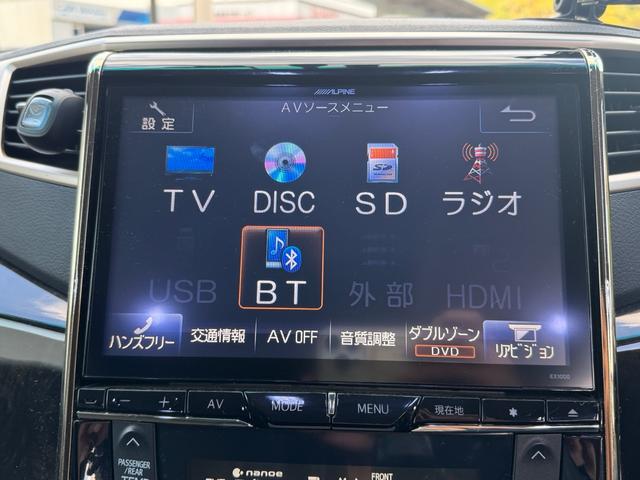 ALPINE
AVソースメニュー
設定
TV DISC SD ラジオ
USB BT 外部 HDMI
ハンズフリー 交通情報 AV OFF 音質調整 ダブルゾーン リアビジョン
DVD
EX1000
− + AV MODE MENU 現在地 ✱
PASSENGER
/REAR
TEMP
nanoe
FRONT